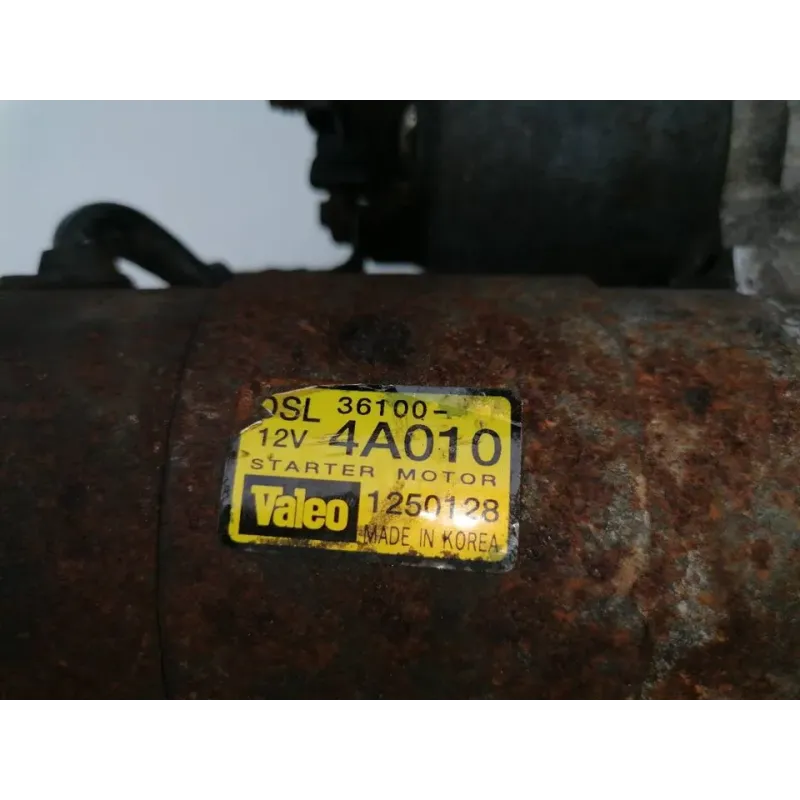 DSL 36100-
12V 4A010
STARTER MOTOR
Valeo 1250128
MADE IN KOREA